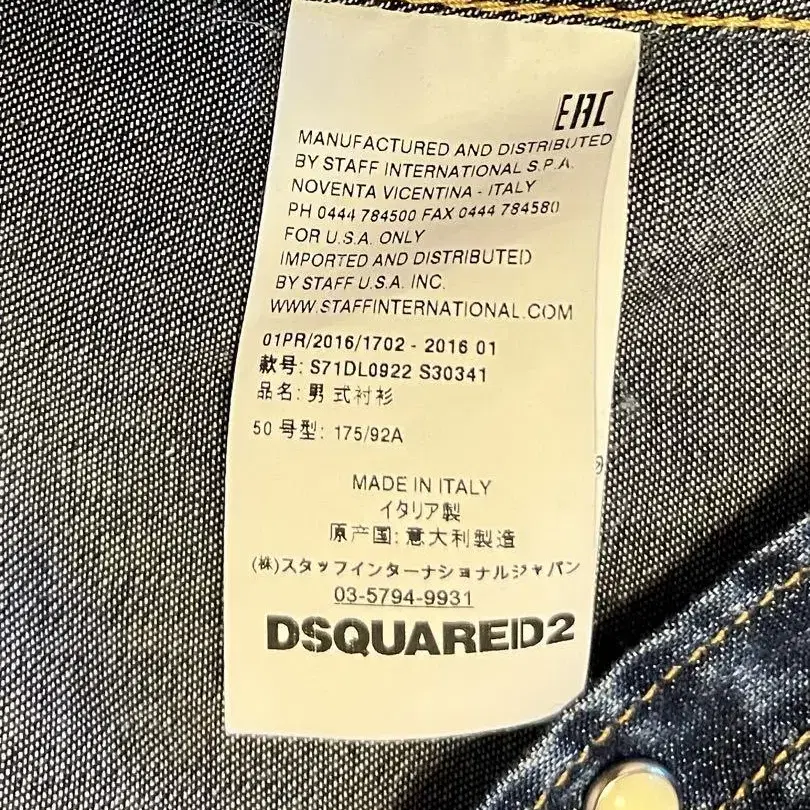 EAC
MANUFACTURED AND DISTRIBUTED
BY STAFF INTERNATIONAL S.P.A.
NOVENTA VICENTINA - ITALY
PH 0444 784500 FAX 0444 784580
FOR U.S.A. ONLY
IMPORTED AND DISTRIBUTED
BY STAFF U.S.A. INC.
WWW.STAFFINTERNATIONAL.COM
01PR/2016/1702 - 2016 01
款号: S71DL0922 S30341
品名: 男式衬衫
50 号型: 175/92A
MADE IN ITALY
イタリア製
原产国: 意大利製造
(株)スタッフインターナショナルジャパン
03-5794-9931
DSQUARED2